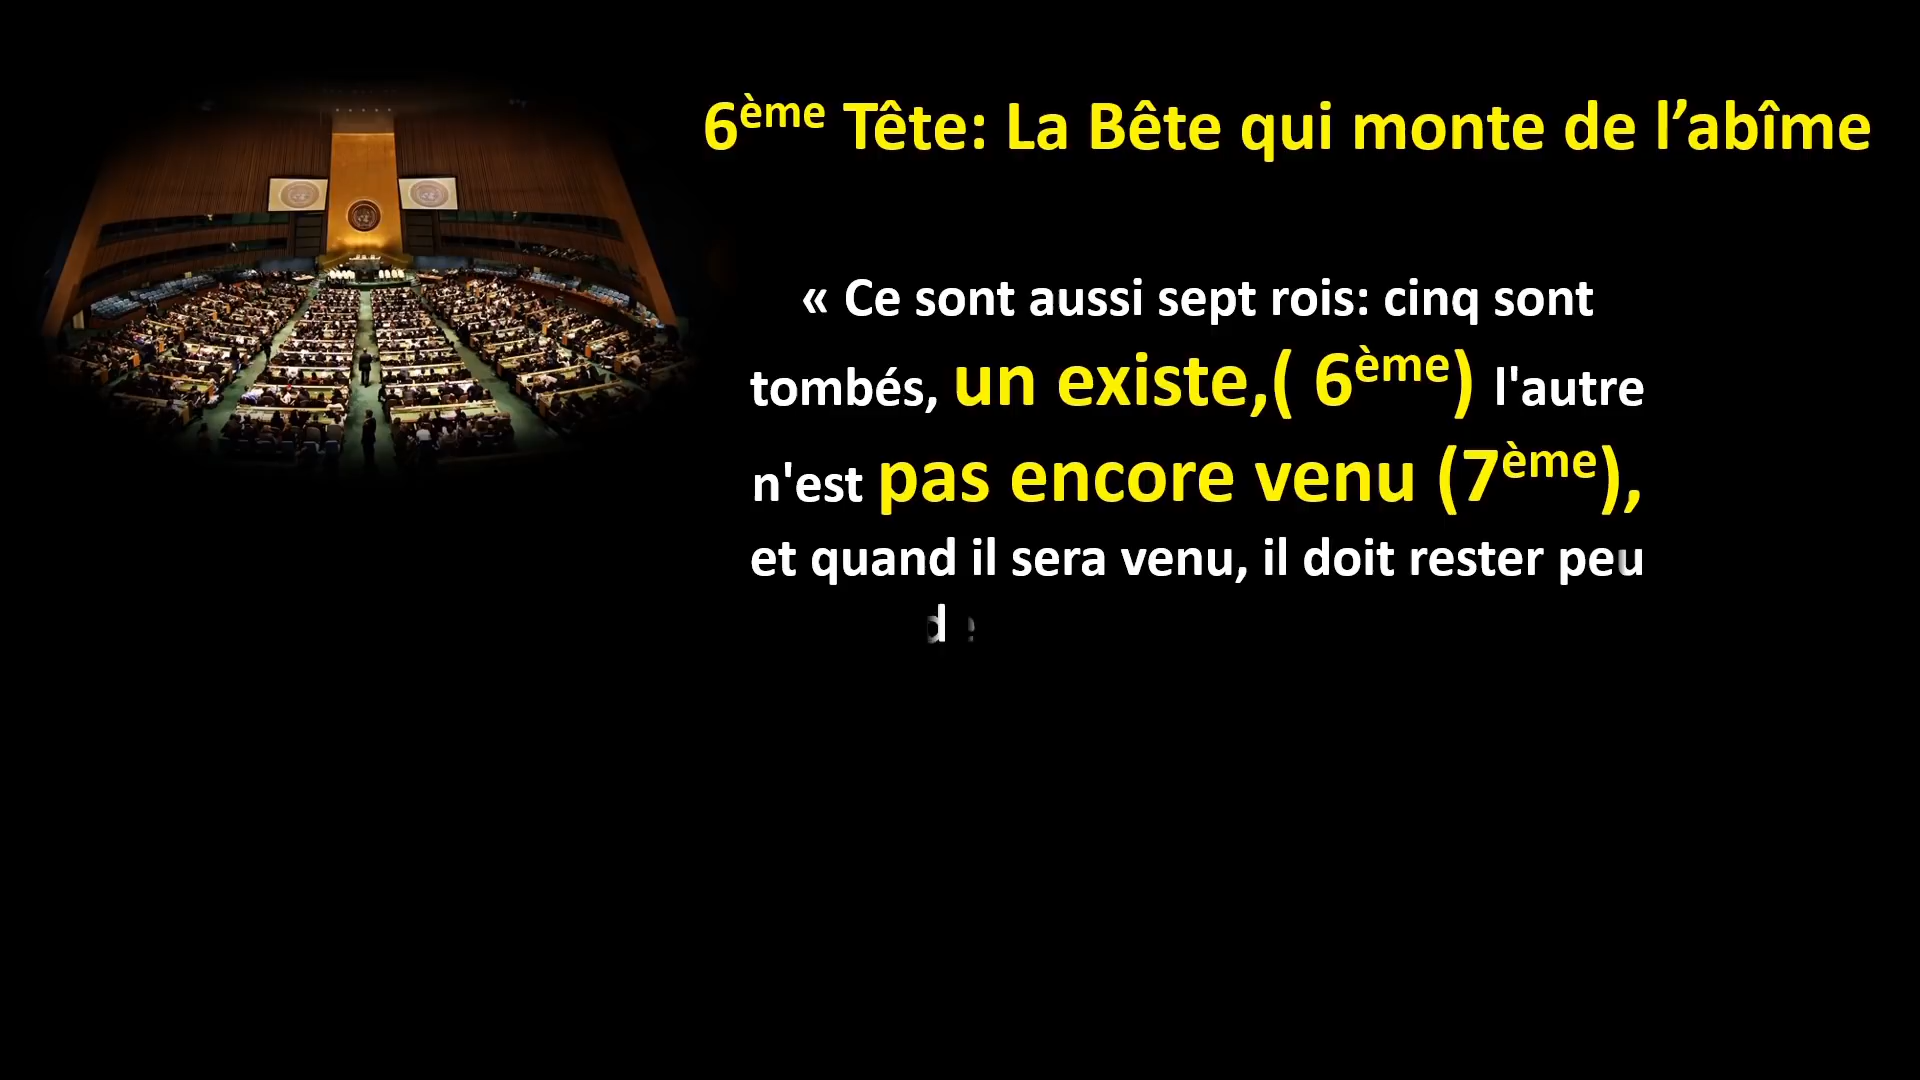 6ème Tête: La Bête qui monte de l’abîme
« Ce sont aussi sept rois: cinq sont
tombés, un existe,( 6ème) l'autre
n'est pas encore venu (7ème),
et quand il sera venu, il doit rester peu